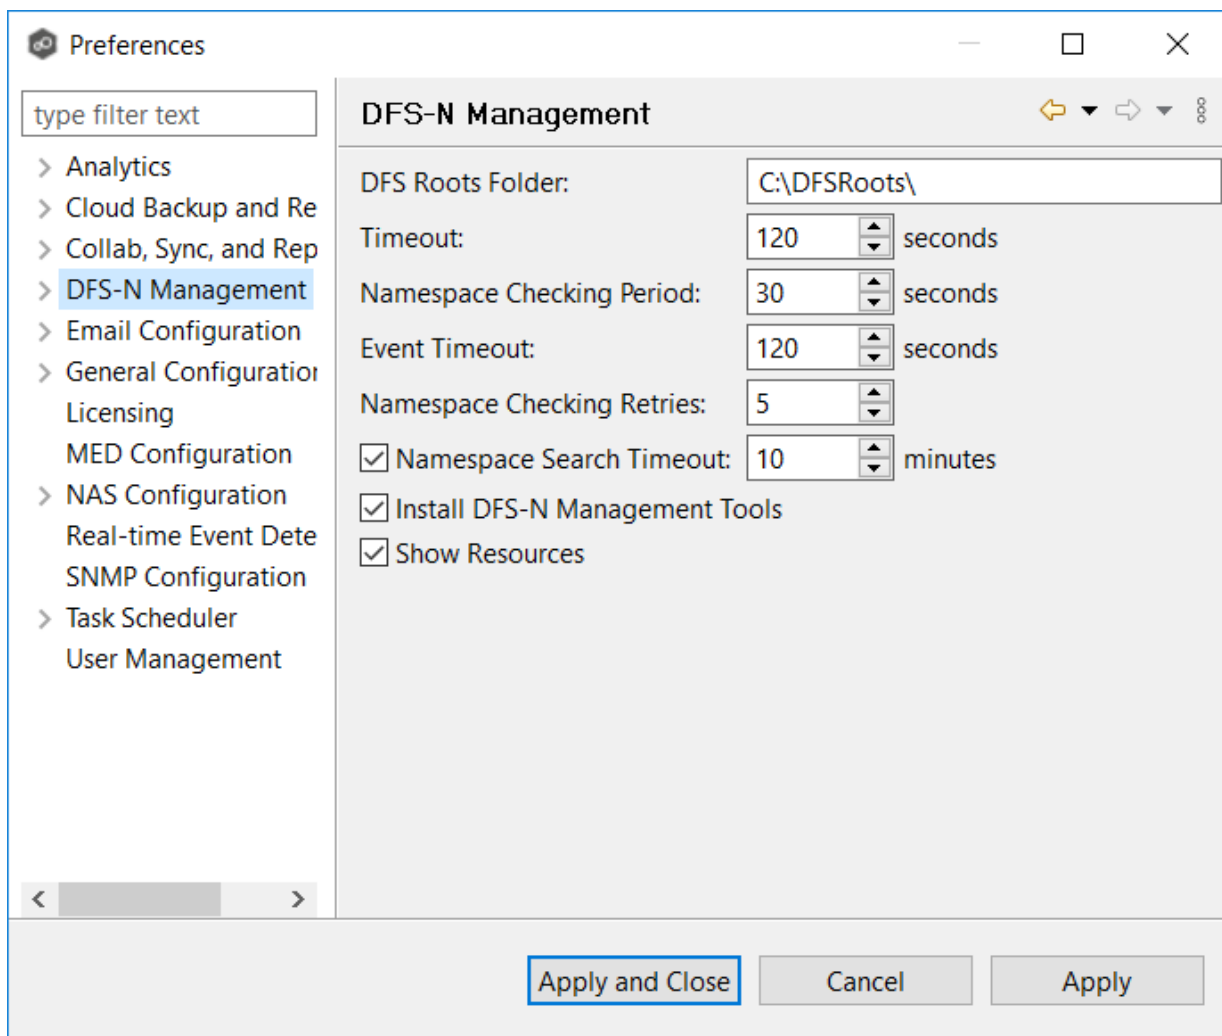 Preferences
type filter text
Analytics
Cloud Backup and Re
Collab, Sync, and Rep
DFS-N Management
Email Configuration
General Configuration
Licensing
MED Configuration
NAS Configuration
Real-time Event Dete
SNMP Configuration
Task Scheduler
User Management
DFS-N Management
DFS Roots Folder: C:\DFSRoots\
Timeout: 120 seconds
Namespace Checking Period: 30 seconds
Event Timeout: 120 seconds
Namespace Checking Retries: 5
Namespace Search Timeout: 10 minutes
Install DFS-N Management Tools
Show Resources
Apply and Close Cancel Apply